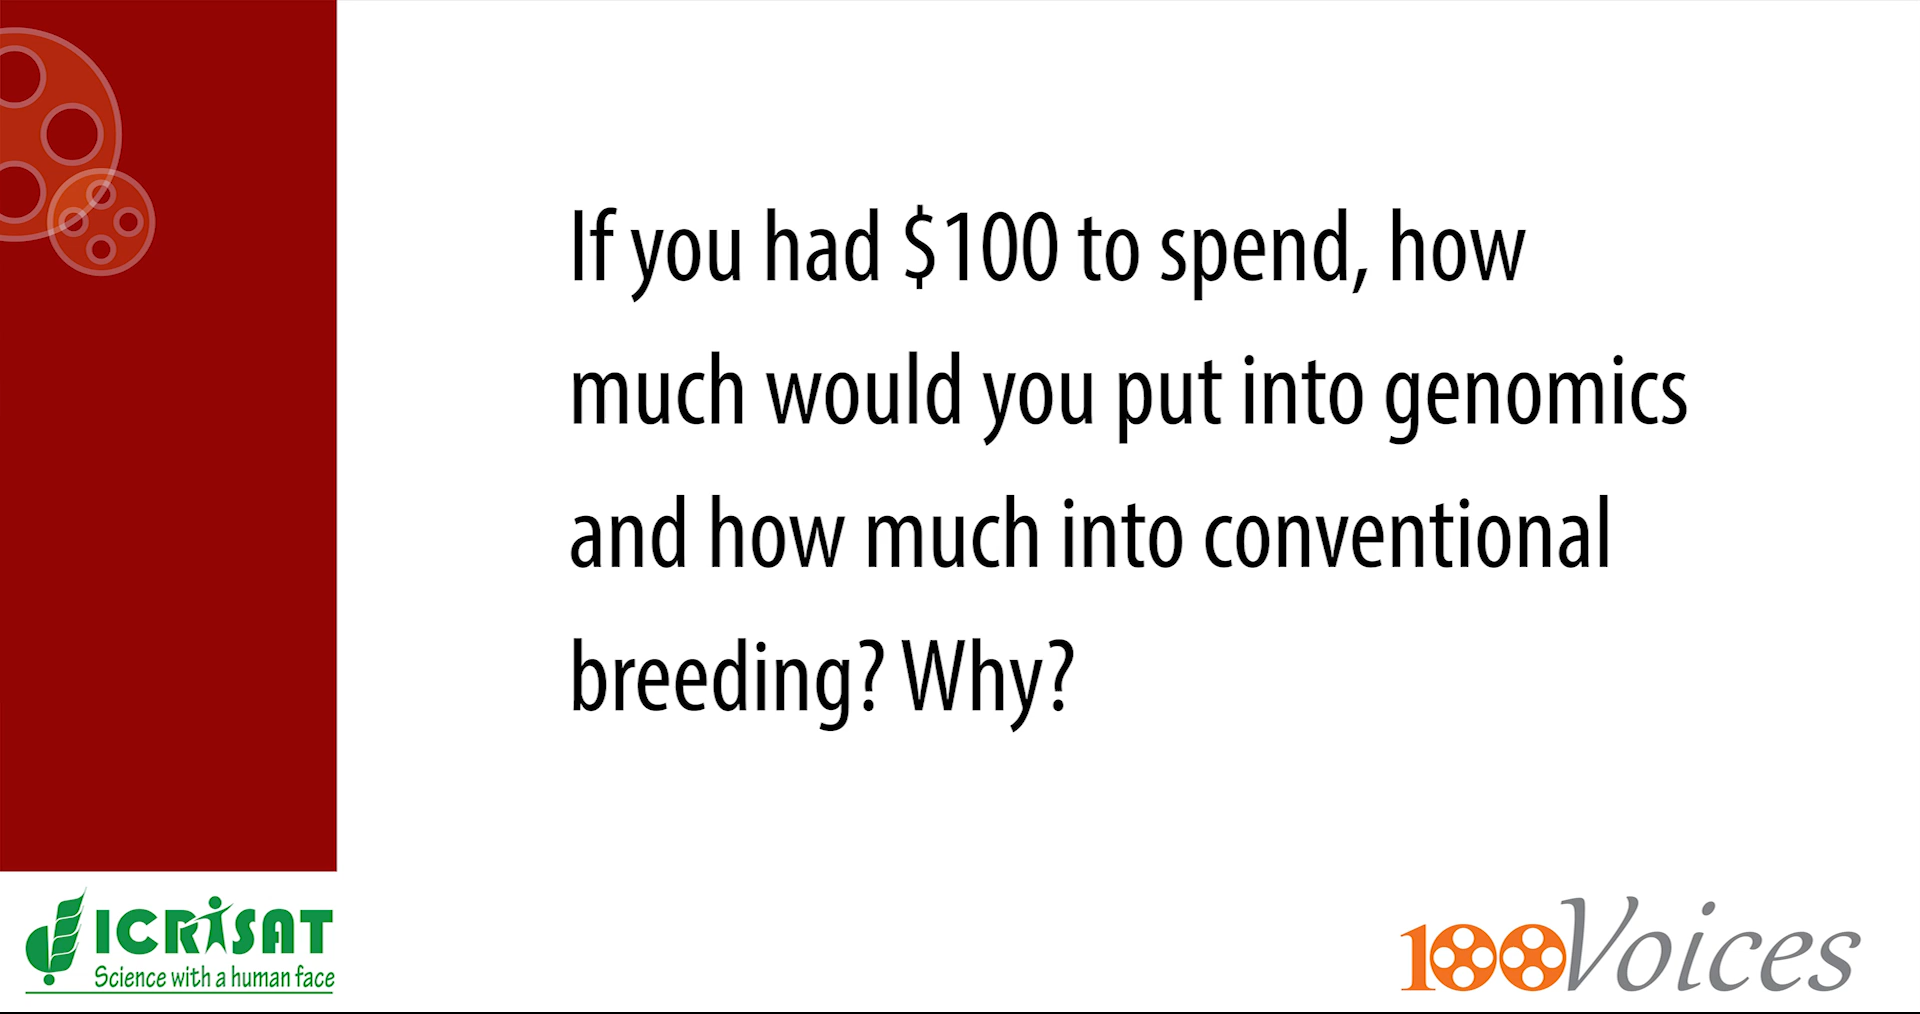 If you had $100 to spend, how
much would you put into genomics
and how much into conventional
breeding? Why?
ICRISAT
Science with a human face
100Voices